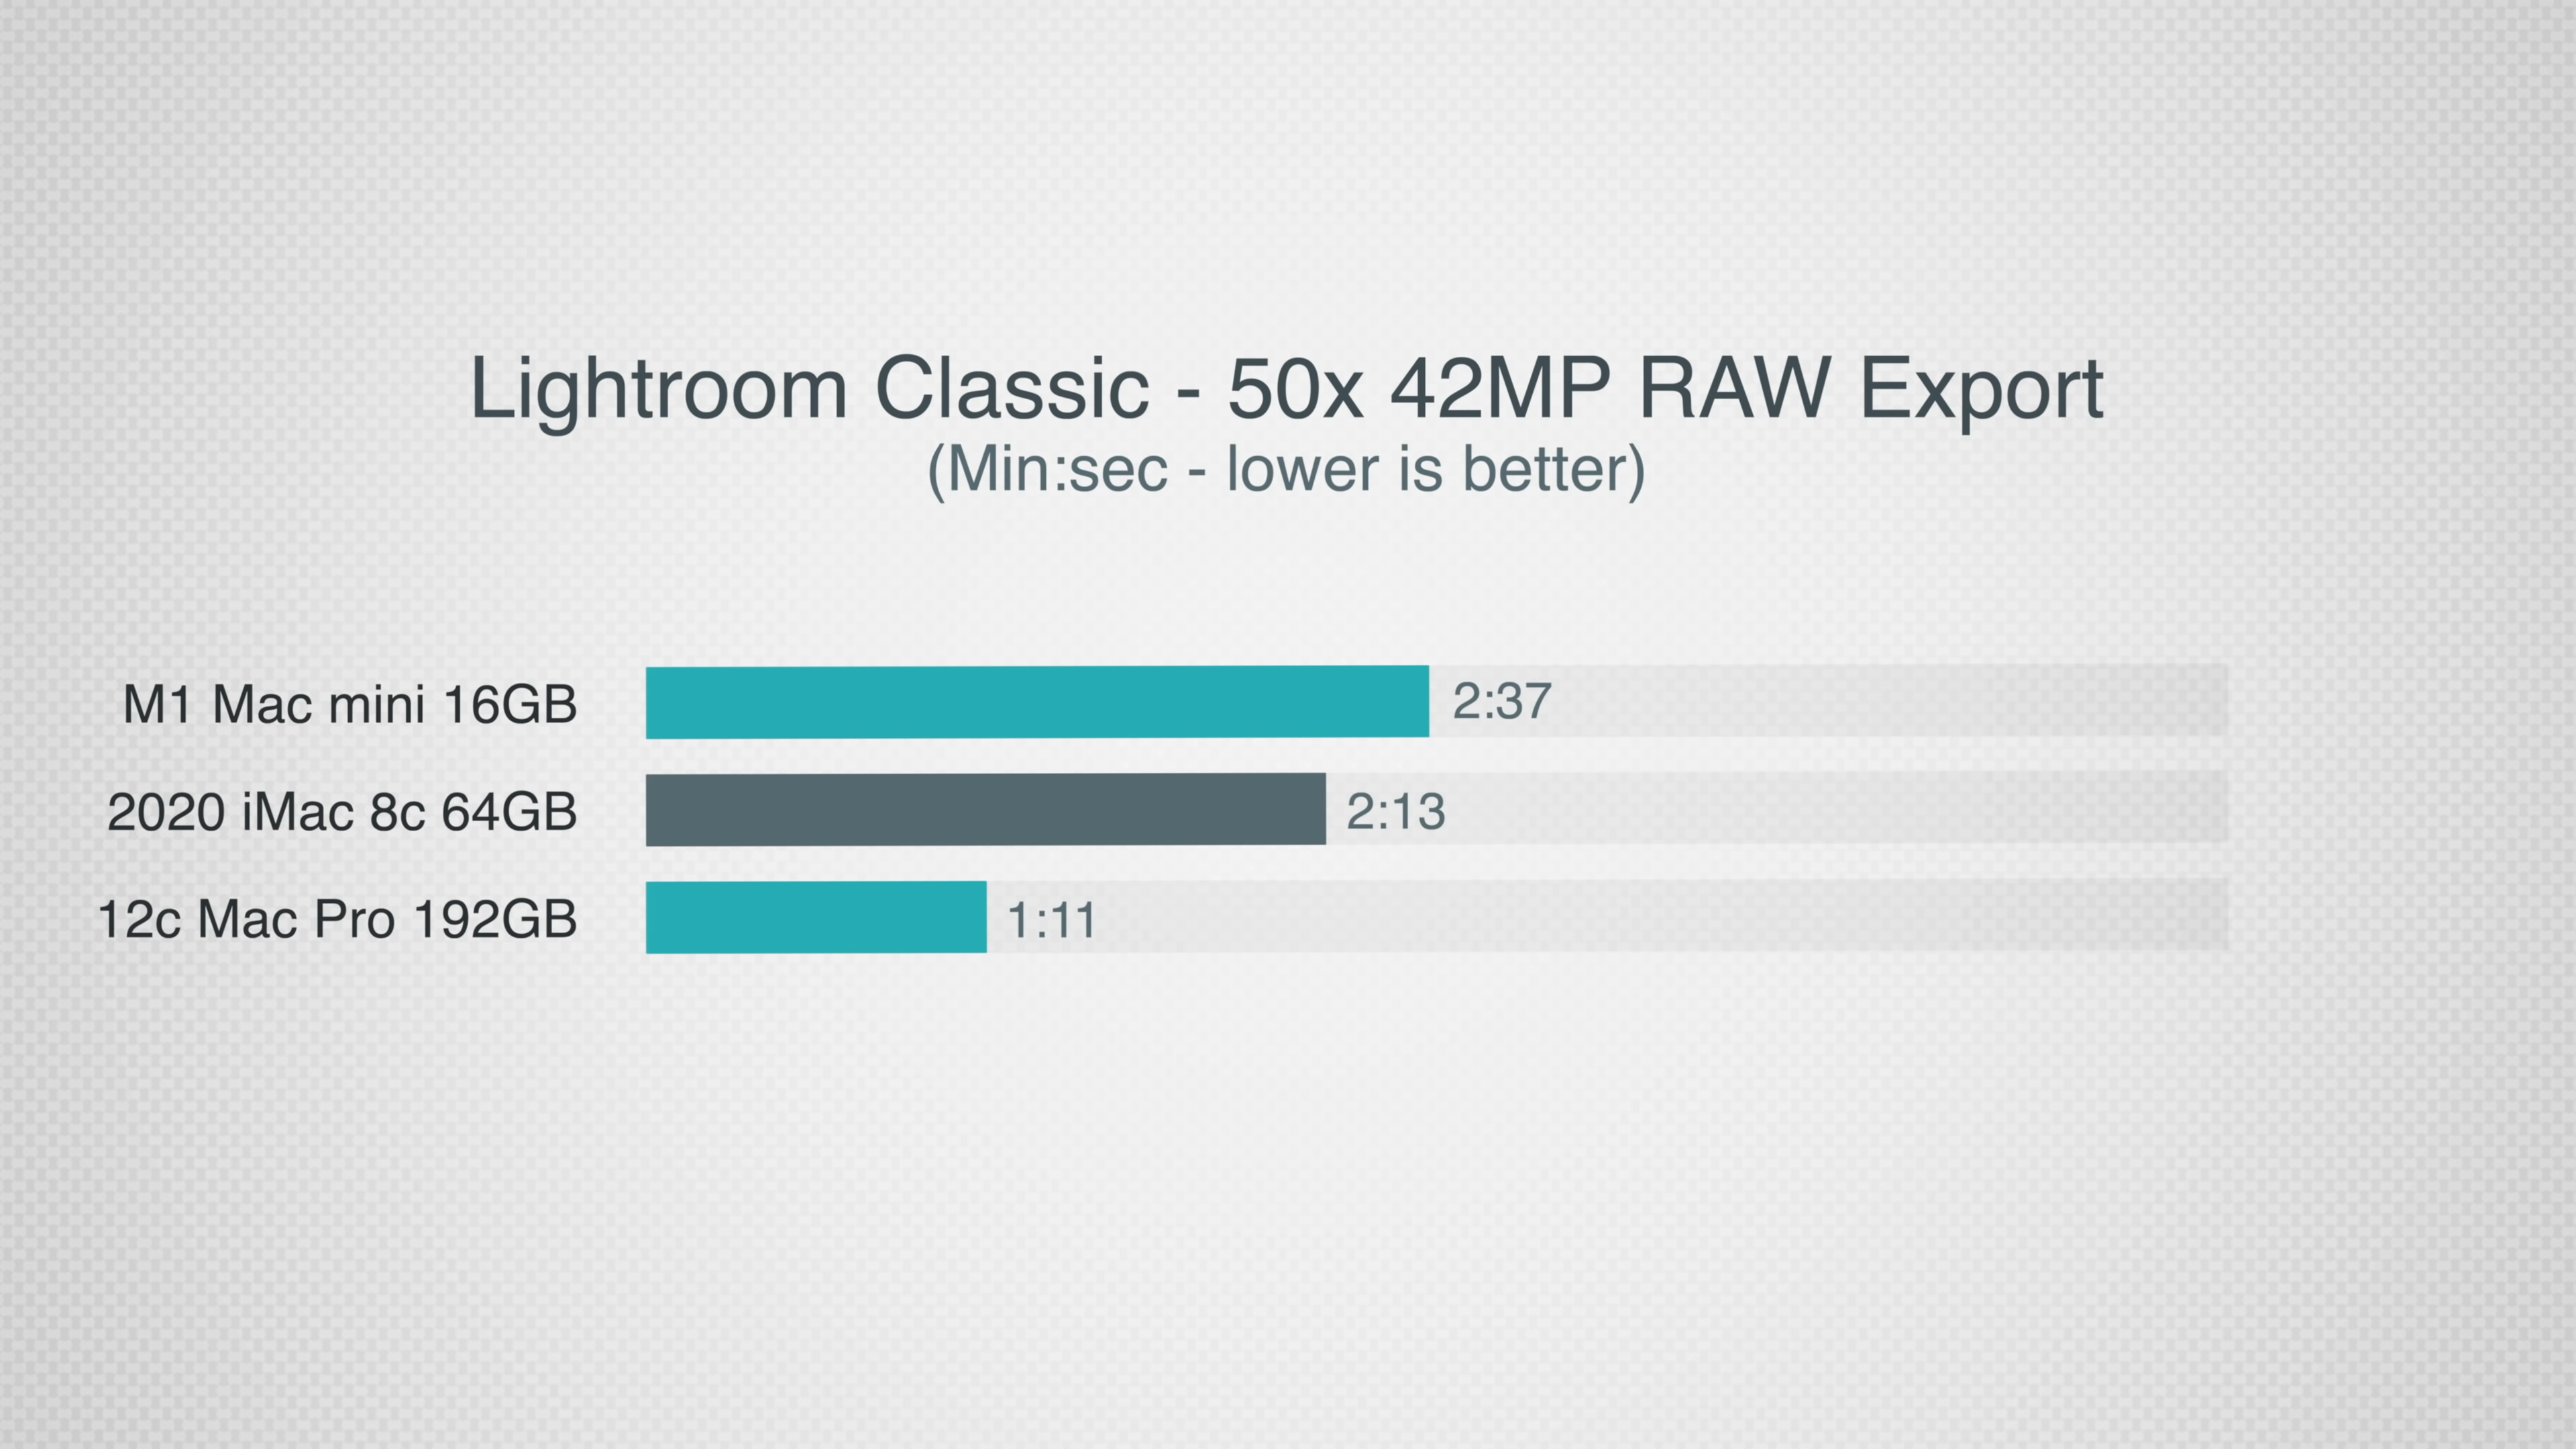 Lightroom Classic - 50x 42MP RAW Export
(Min:sec - lower is better)
M1 Mac mini 16GB 2:37
2020 iMac 8c 64GB 2:13
12c Mac Pro 192GB 1:11